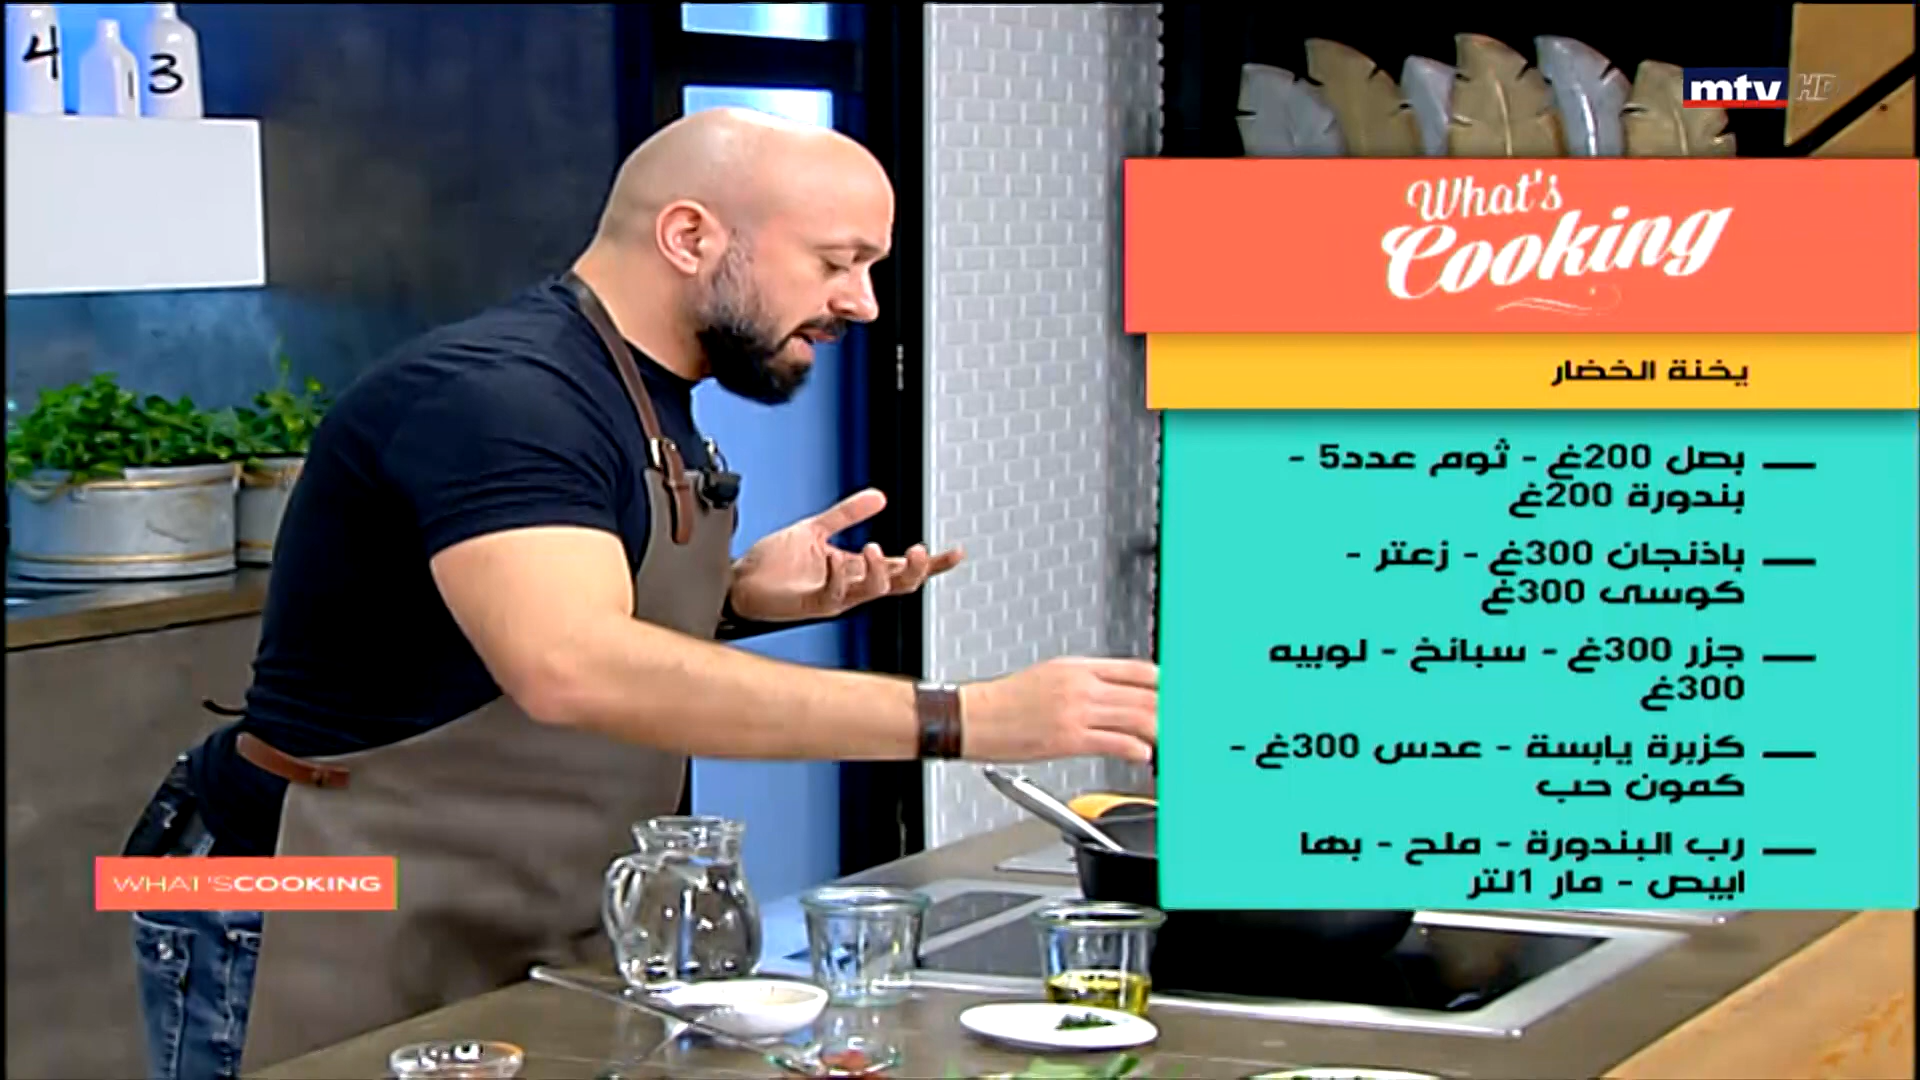 4
3
mtv HD
What's
Cooking
يخنة الخضار
بصل 200غ - ثوم عدد5 -
بندورة 200غ
باذنجان 300غ - زعتر -
كوسى 300غ
جزر 300غ - سبانخ - لوبيه
300غ
كزبرة يابسة - عدس 300غ -
كمون حب
رب البندورة - ملح - بها
ابيص - مار 1لتر
WHAT'SCOOKING